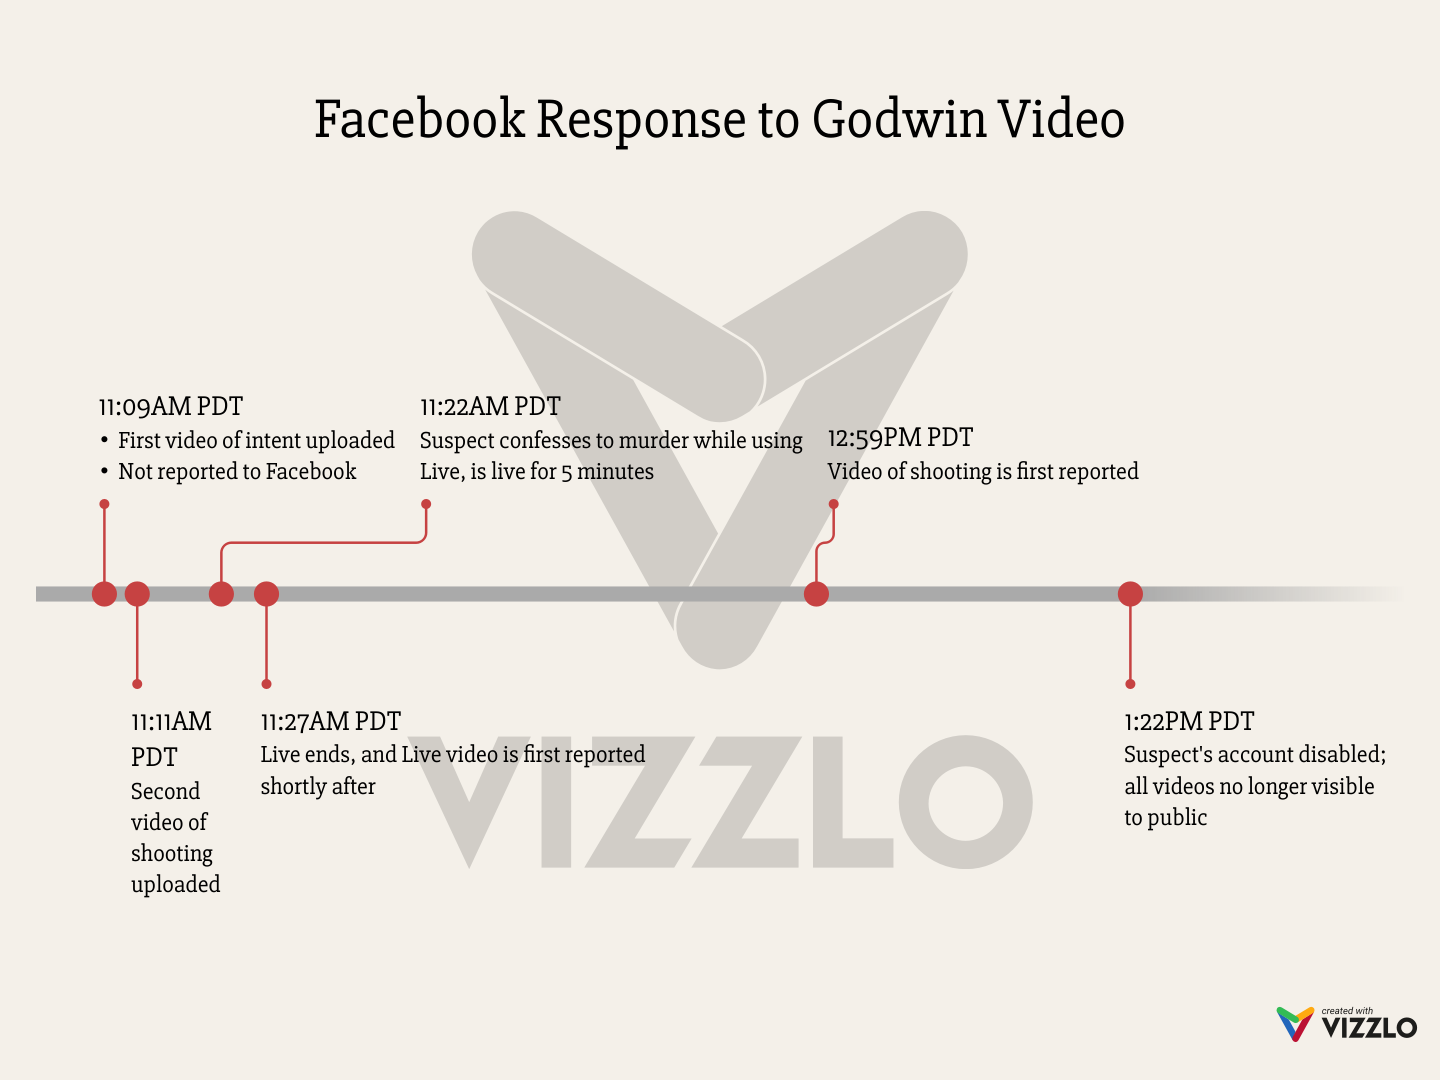 Facebook Response to Godwin Video
11:09AM PDT
• First video of intent uploaded
• Not reported to Facebook
11:22AM PDT
Suspect confesses to murder while using
Live, is live for 5 minutes
12:59PM PDT
Video of shooting is first reported
11:11AM
PDT
Second
video of
shooting
uploaded
11:27AM PDT
Live ends, and Live video is first reported
shortly after
1:22PM PDT
Suspect's account disabled;
all videos no longer visible
to public
VIZZLO
created with
VIZZLO